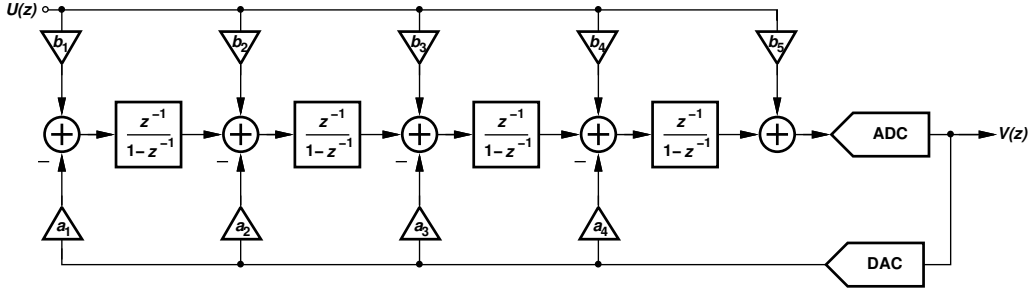 U(z)
b1 b2 b3 b4 b5
z^−1 z^−1 z^−1 z^−1
+ + + + + ADC V(z)
1−z^−1 1−z^−1 1−z^−1 1−z^−1
− − − −
a1 a2 a3 a4
DAC